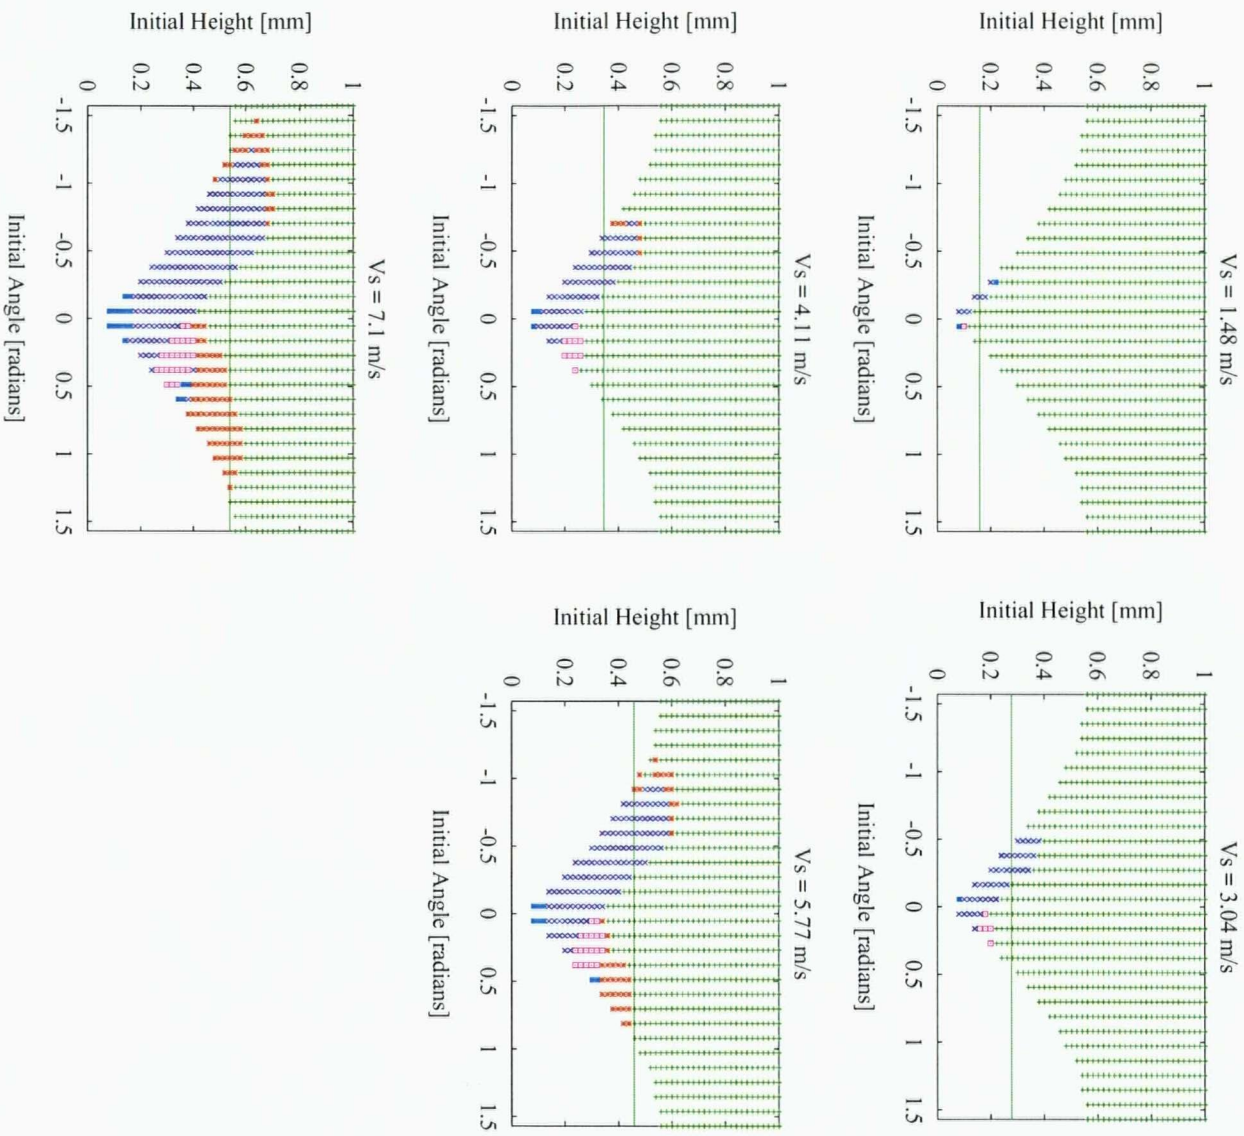 Vs = 1.48 m/s
Initial Height [mm]
1
0.8
0.6
0.4
0.2
0
-1.5 -1 -0.5 0 0.5 1 1.5
Initial Angle [radians]
Vs = 3.04 m/s
Initial Height [mm]
1
0.8
0.6
0.4
0.2
0
-1.5 -1 -0.5 0 0.5 1 1.5
Initial Angle [radians]
Vs = 4.11 m/s
Initial Height [mm]
1
0.8
0.6
0.4
0.2
0
-1.5 -1 -0.5 0 0.5 1 1.5
Initial Angle [radians]
Vs = 5.77 m/s
Initial Height [mm]
1
0.8
0.6
0.4
0.2
0
-1.5 -1 -0.5 0 0.5 1 1.5
Initial Angle [radians]
Vs = 7.1 m/s
Initial Height [mm]
1
0.8
0.6
0.4
0.2
0
-1.5 -1 -0.5 0 0.5 1 1.5
Initial Angle [radians]